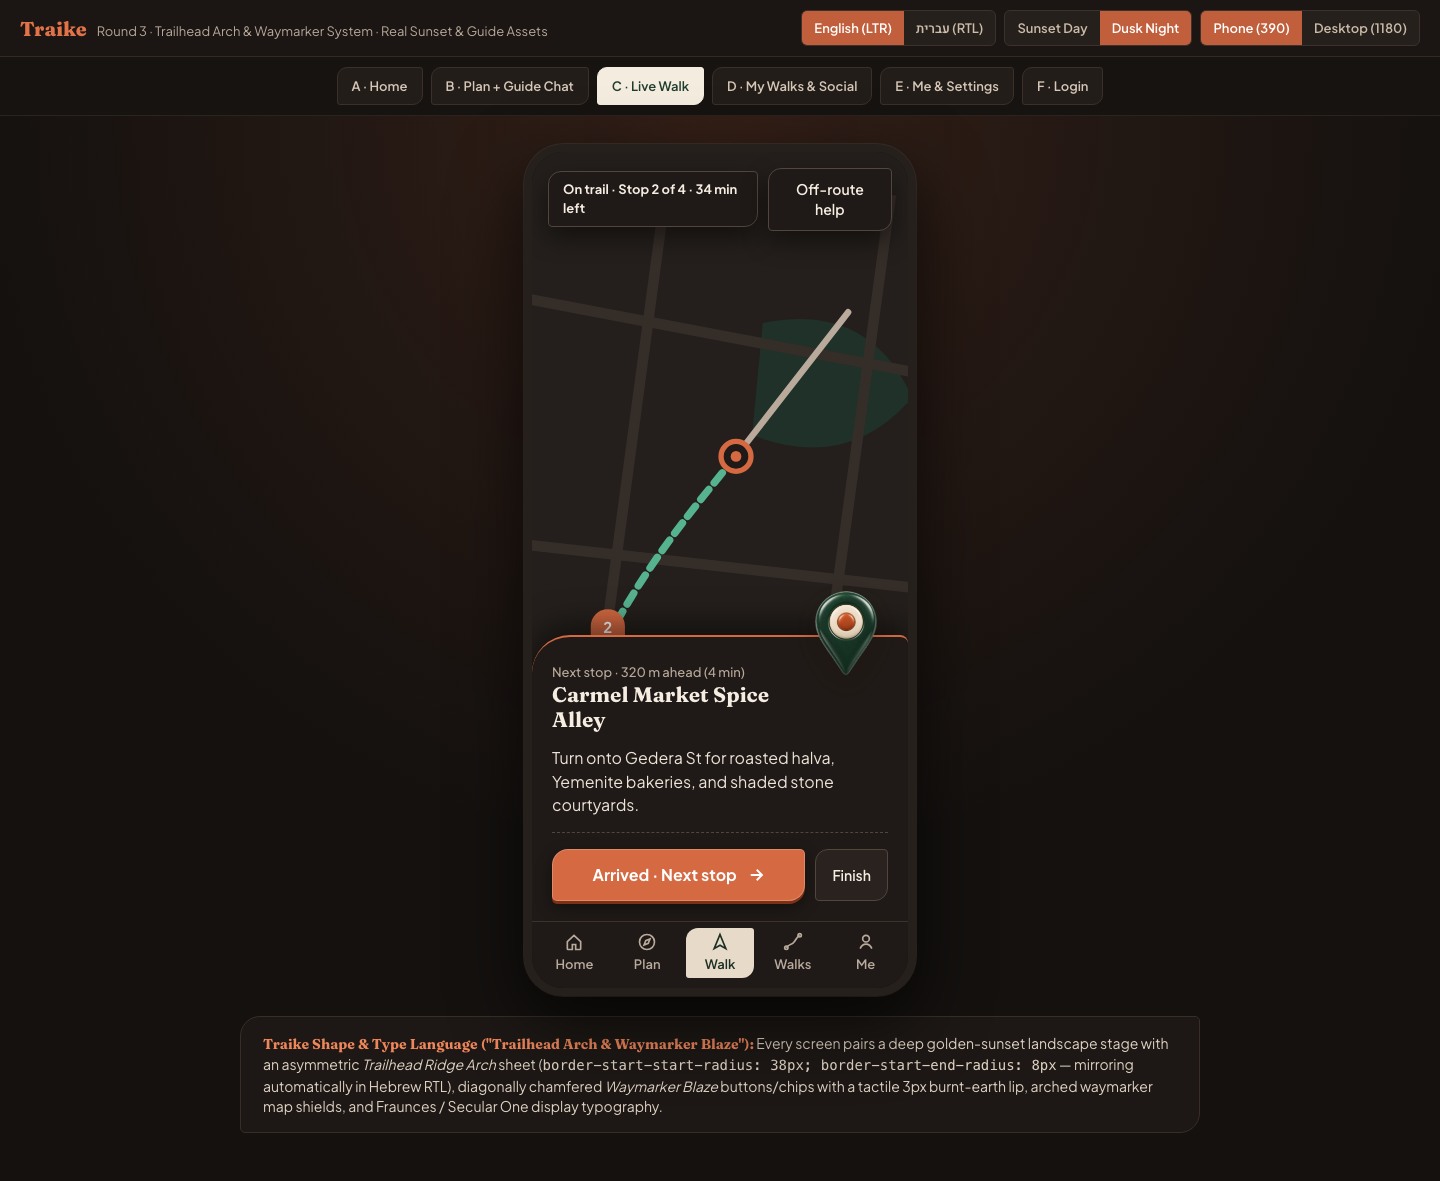 Traike Round 3 · Trailhead Arch & Waymarker System · Real Sunset & Guide Assets
English (LTR) עברית (RTL) Sunset Day Dusk Night Phone (390) Desktop (1180)
A · Home B · Plan + Guide Chat C · Live Walk D · My Walks & Social E · Me & Settings F · Login
On trail · Stop 2 of 4 · 34 min
left
Off-route
help
2
Next stop · 320 m ahead (4 min)
Carmel Market Spice
Alley
Turn onto Gedera St for roasted halva,
Yemenite bakeries, and shaded stone
courtyards.
Arrived · Next stop → Finish
Home Plan Walk Walks Me
Traike Shape & Type Language ("Trailhead Arch & Waymarker Blaze"): Every screen pairs a deep golden-sunset landscape stage with
an asymmetric Trailhead Ridge Arch sheet (border-start-start-radius: 38px; border-start-end-radius: 8px — mirroring
automatically in Hebrew RTL), diagonally chamfered Waymarker Blaze buttons/chips with a tactile 3px burnt-earth lip, arched waymarker
map shields, and Fraunces / Secular One display typography.